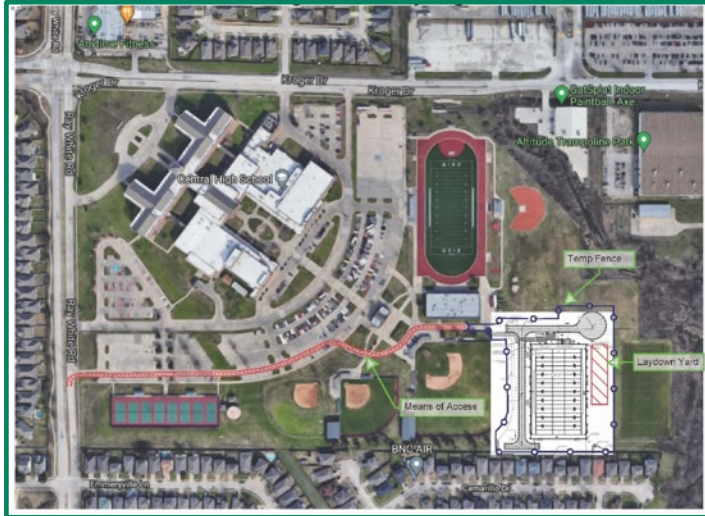 Anytime Fitness
Kroger Dr
Kroger Dr
GatSplat Indoor
Paintball, Axe...
Altitude Trampoline Park
Ray White Rd
Central High School
Temp Fence
Ray White Rd
Laydown Yard
Means of Access
BNC AIR
Emmeryville Ln
Camarillo Dr